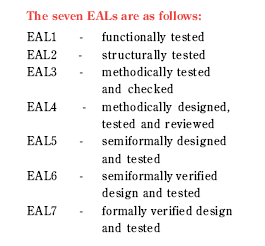 The seven EALs are as follows:
EAL1 - functionally tested
EAL2 - structurally tested
EAL3 - methodically tested
and checked
EAL4 - methodically designed,
tested and reviewed
EAL5 - semiformally designed
and tested
EAL6 - semiformally verified
design and tested
EAL7 - formally verified design
and tested